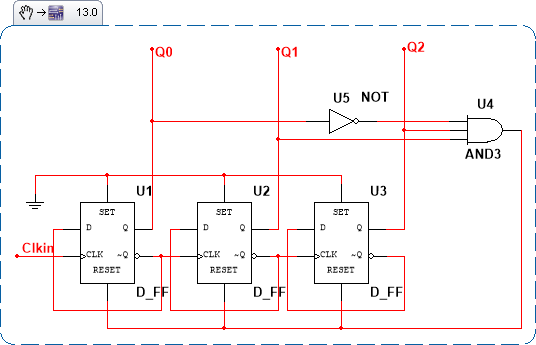 13.0
Q0 Q1 Q2
U5 NOT U4
AND3
U1 U2 U3
SET SET SET
D Q D Q D Q
Clkin
CLK ~Q CLK ~Q CLK ~Q
RESET RESET RESET
D_FF D_FF D_FF